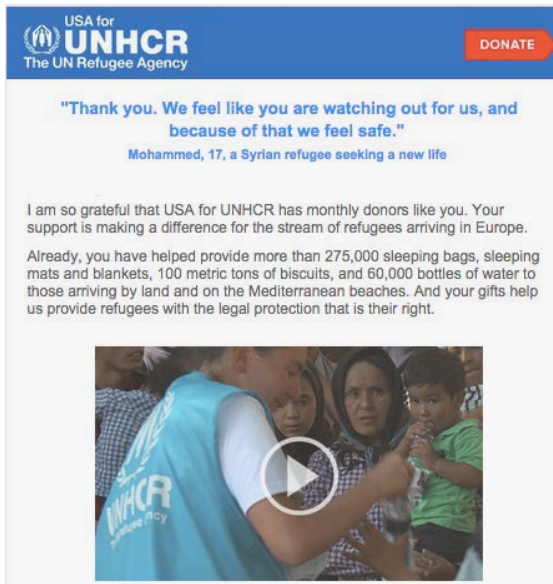 USA for
UNHCR
The UN Refugee Agency
DONATE
"Thank you. We feel like you are watching out for us, and
because of that we feel safe."
Mohammed, 17, a Syrian refugee seeking a new life
I am so grateful that USA for UNHCR has monthly donors like you. Your
support is making a difference for the stream of refugees arriving in Europe.
Already, you have helped provide more than 275,000 sleeping bags, sleeping
mats and blankets, 100 metric tons of biscuits, and 60,000 bottles of water to
those arriving by land and on the Mediterranean beaches. And your gifts help
us provide refugees with the legal protection that is their right.
UNHCR
The UN Refugee Agency